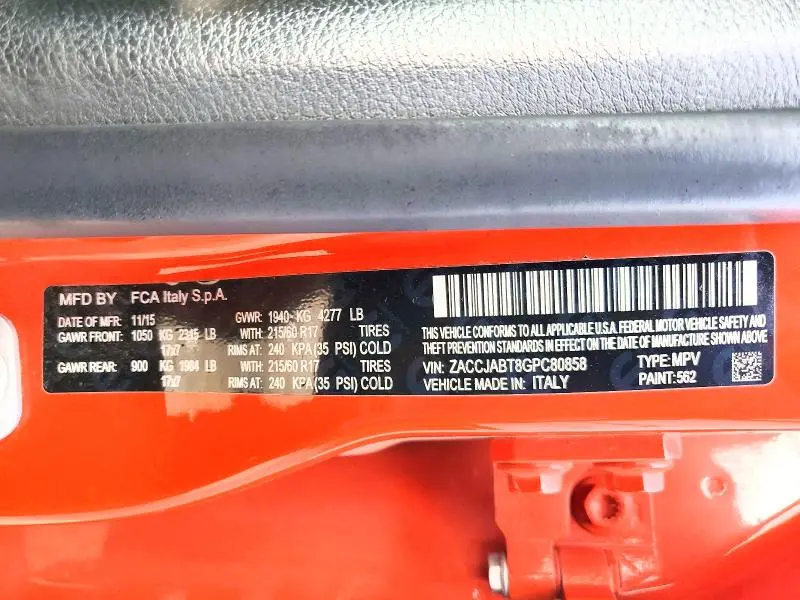 MFD BY FCA Italy S.p.A.
DATE OF MFR: 11/15 GVWR: 1940 KG 4277 LB
GAWR FRONT: 1050 KG 2315 LB WITH: 215/60 R17 TIRES
17x7 RIMS AT: 240 KPA (35 PSI) COLD
GAWR REAR: 900 KG 1984 LB WITH: 215/60 R17 TIRES
17x7 RIMS AT: 240 KPA (35 PSI) COLD
THIS VEHICLE CONFORMS TO ALL APPLICABLE U.S.A. FEDERAL MOTOR VEHICLE SAFETY AND
THEFT PREVENTION STANDARDS IN EFFECT ON THE DATE OF MANUFACTURE SHOWN ABOVE
VIN: ZACCJABT8GPC80858 TYPE: MPV
VEHICLE MADE IN: ITALY PAINT: 562